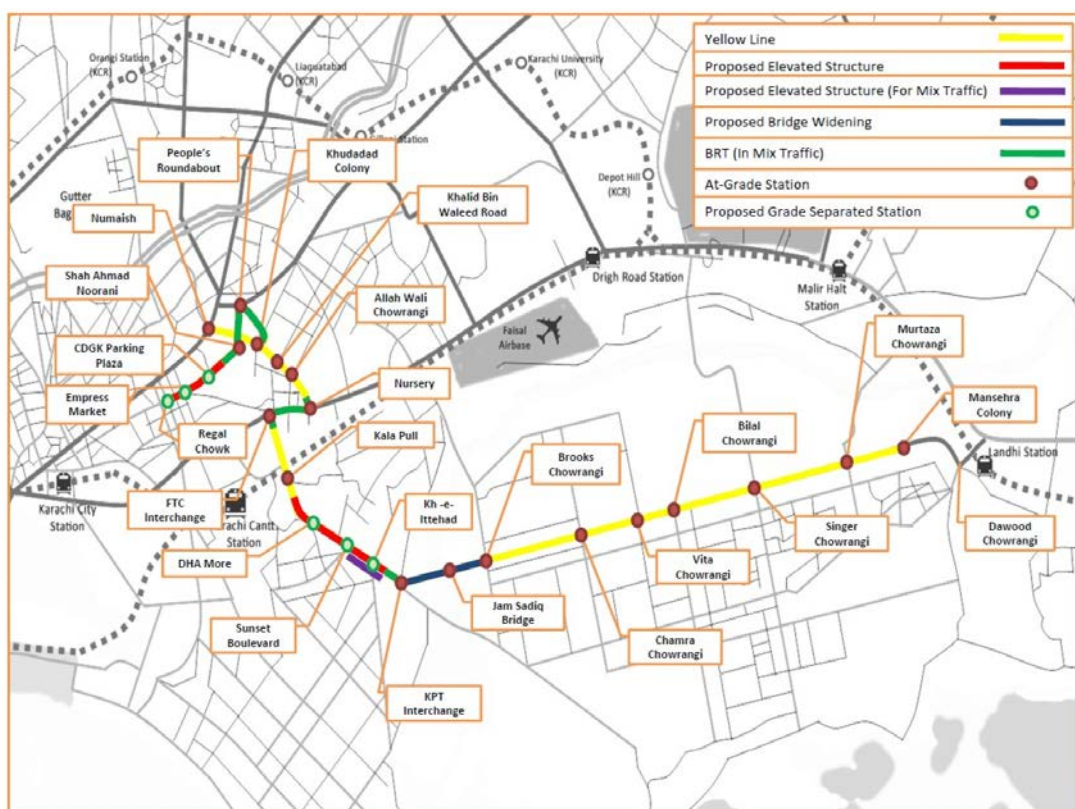 Yellow Line
Proposed Elevated Structure
Proposed Elevated Structure (For Mix Traffic)
Proposed Bridge Widening
BRT (In Mix Traffic)
At-Grade Station
Proposed Grade Separated Station
Orangi Station
(KCR)
Liaquatabad
(KCR)
Karachi University
(KCR)
Station
Depot Hill
(KCR)
Gutter
People's
Roundabout
Khudadad
Colony
Numaish
Khalid Bin
Waleed Road
Shah Ahmad
Noorani
Allah Wali
Chowrangi
CDGK Parking
Plaza
Empress
Market
Regal
Chowk
Nursery
Kala Pull
FTC
Interchange
DHA More
Kh -e-
Ittehad
Sunset
Boulevard
KPT
Interchange
Jam Sadiq
Bridge
Brooks
Chowrangi
Chamra
Chowrangi
Vita
Chowrangi
Bilal
Chowrangi
Singer
Chowrangi
Murtaza
Chowrangi
Mansehra
Colony
Dawood
Chowrangi
Drigh Road Station
Malir Halt
Station
Faisal
Airbase
Landhi Station
Karachi City
Station
arachi Cantt
Station